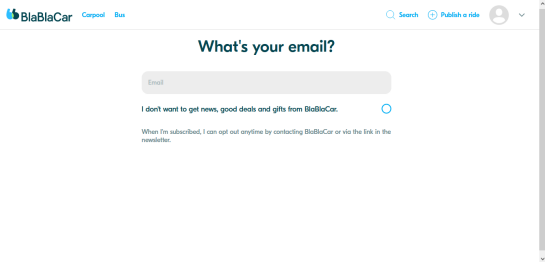 BlaBlaCar Carpool Bus Search Publish a ride
What's your email?
Email
I don't want to get news, good deals and gifts from BlaBlaCar.
When I'm subscribed, I can opt out anytime by contacting BlaBlaCar or via the link in the
newsletter.